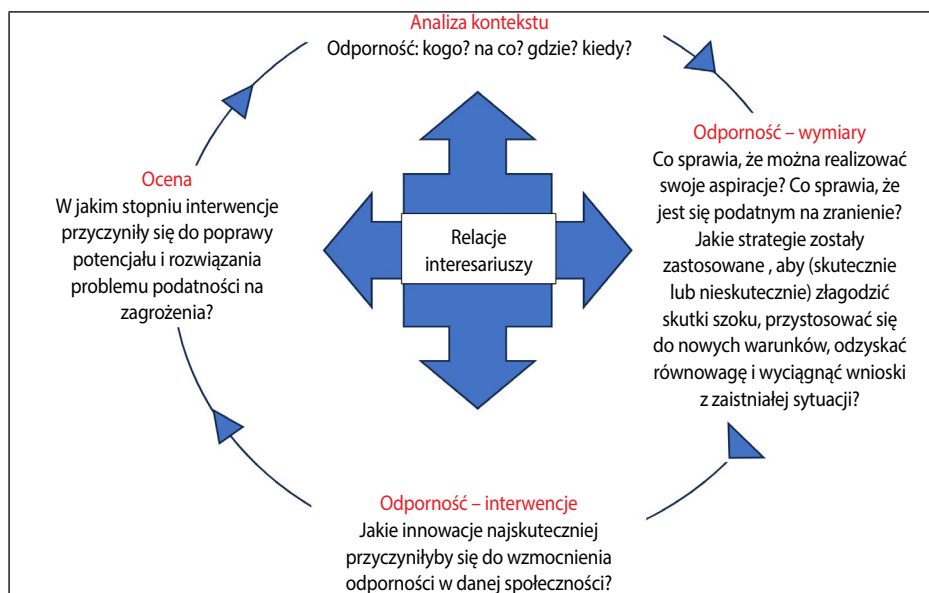 Analiza kontekstu
Odporność: kogo? na co? gdzie? kiedy?
Odporność – wymiary
Co sprawia, że można realizować
swoje aspiracje? Co sprawia, że
jest się podatnym na zranienie?
Jakie strategie zostały
zastosowane , aby (skutecznie
lub nieskutecznie) złagodzić
skutki szoku, przystosować się
do nowych warunków, odzyskać
równowagę i wyciągnąć wnioski
z zaistniałej sytuacji?
Odporność – interwencje
Jakie innowacje najskuteczniej
przyczyniłyby się do wzmocnienia
odporności w danej społeczności?
Ocena
W jakim stopniu interwencje
przyczyniły się do poprawy
potencjału i rozwiązania
problemu podatności na
zagrożenia?
Relacje
interesariuszy